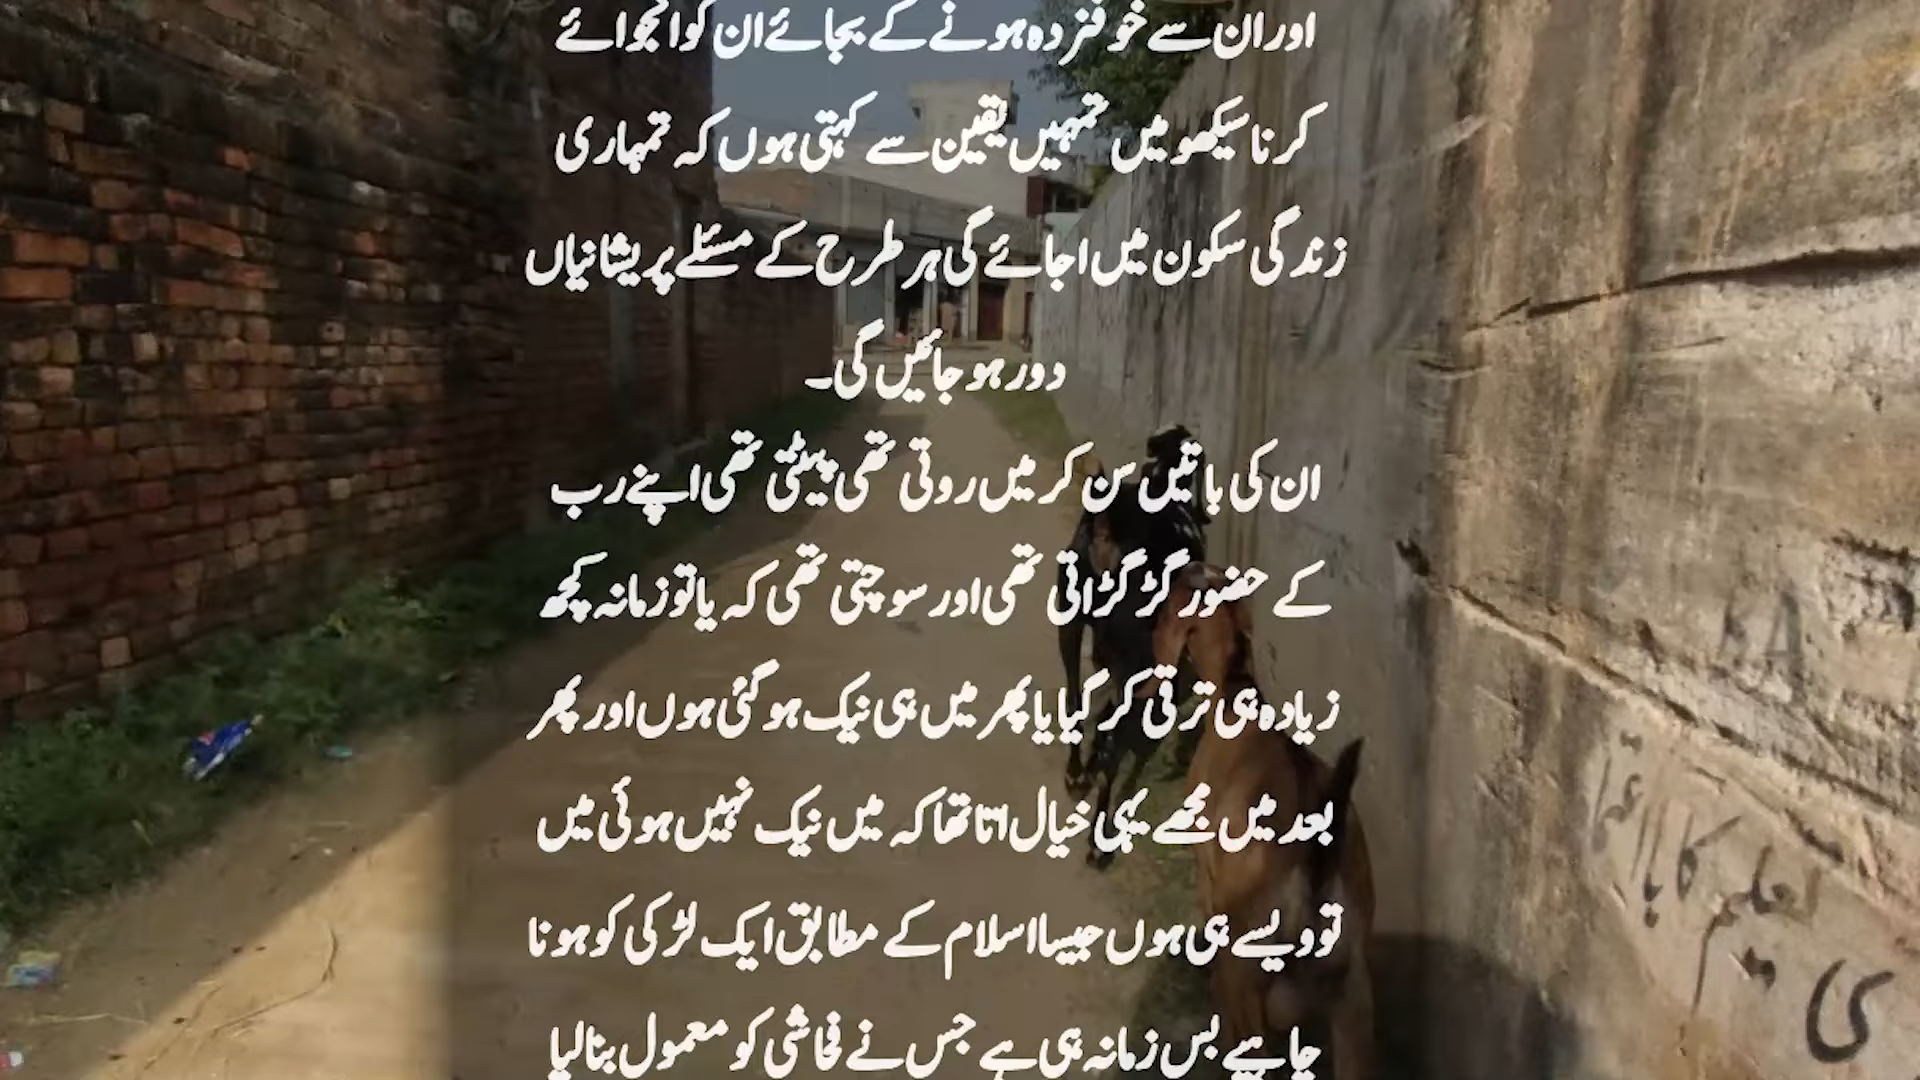 اور ان سے خوفزدہ ہونے کے بجائے ان کو انجوائے
کرنا سیکھو میں تمہیں یقین سے کہتی ہوں کہ تمہاری
زندگی سکون میں اجائے گی ہر طرح کے مسئلے پریشانیاں
دور ہو جائیں گی۔
ان کی باتیں سن کر میں روتی تھی پیٹتی تھی اپنے رب
کے حضور گڑگڑاتی تھی اور سوچتی تھی کہ یا تو زمانہ کچھ
زیادہ ہی ترقی کر گیا یا پھر میں ہی نیک ہو گئی ہوں اور پھر
بعد میں مجھے یہی خیال اتا تھا کہ میں نیک نہیں ہوئی میں
تو ویسے ہی ہوں جیسا اسلام کے مطابق ایک لڑکی کو ہونا
چاہیے بس زمانہ ہی ہے جس نے فحاشی کو معمول بنا لیا
تعلیم کا با